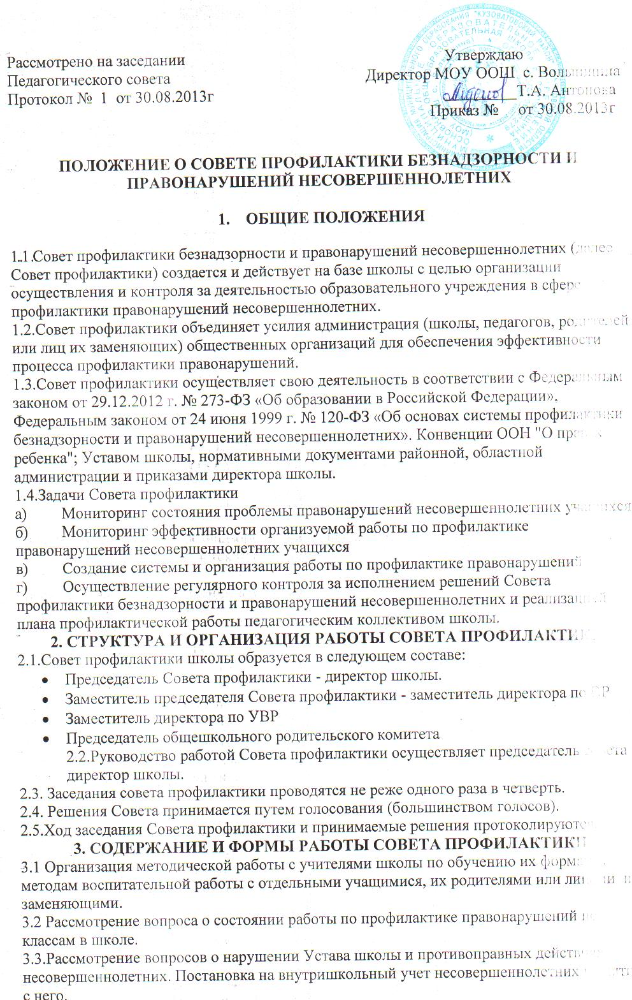 Рассмотрено на заседании
Педагогического совета
Протокол № 1 от 30.08.2013г
Утверждаю
Директор МОУ ООШ с.
Т.А. Антонова
Приказ № от 30.08.2013г
ПОЛОЖЕНИЕ О СОВЕТЕ ПРОФИЛАКТИКИ БЕЗНАДЗОРНОСТИ И
ПРАВОНАРУШЕНИЙ НЕСОВЕРШЕННОЛЕТНИХ
1. ОБЩИЕ ПОЛОЖЕНИЯ
1.1.Совет профилактики безнадзорности и правонарушений несовершеннолетних (далее
Совет профилактики) создается и действует на базе школы с целью организации
осуществления и контроля за деятельностью образовательного учреждения в сфере
профилактики правонарушений несовершеннолетних.
1.2.Совет профилактики объединяет усилия администрация (школы, педагогов, родителей
или лиц их заменяющих) общественных организаций для обеспечения эффективности
процесса профилактики правонарушений.
1.3.Совет профилактики осуществляет свою деятельность в соответствии с Федеральным
законом от 29.12.2012 г. № 273-ФЗ «Об образовании в Российской Федерации»,
Федеральным законом от 24 июня 1999 г. № 120-ФЗ «Об основах системы профилактики
безнадзорности и правонарушений несовершеннолетних». Конвенции ООН "О правах
ребенка"; Уставом школы, нормативными документами районной, областной
администрации и приказами директора школы.
1.4.Задачи Совета профилактики
а) Мониторинг состояния проблемы правонарушений несовершеннолетних учащихся
б) Мониторинг эффективности организуемой работы по профилактике
правонарушений несовершеннолетних учащихся
в) Создание системы и организация работы по профилактике правонарушений
г) Осуществление регулярного контроля за исполнением решений Совета
профилактики безнадзорности и правонарушений несовершеннолетних и реализацией
плана профилактической работы педагогическим коллективом школы.
2. СТРУКТУРА И ОРГАНИЗАЦИЯ РАБОТЫ СОВЕТА ПРОФИЛАКТИКИ
2.1.Совет профилактики школы образуется в следующем составе:
• Председатель Совета профилактики - директор школы.
• Заместитель председателя Совета профилактики - заместитель директора по ВР
• Заместитель директора по УВР
• Председатель общешкольного родительского комитета
2.2.Руководство работой Совета профилактики осуществляет председатель Совета
директор школы.
2.3. Заседания совета профилактики проводятся не реже одного раза в четверть.
2.4. Решения Совета принимается путем голосования (большинством голосов).
2.5.Ход заседания Совета профилактики и принимаемые решения протоколируются.
3. СОДЕРЖАНИЕ И ФОРМЫ РАБОТЫ СОВЕТА ПРОФИЛАКТИКИ
3.1 Организация методической работы с учителями школы по обучению их формам и
методам воспитательной работы с отдельными учащимися, их родителями или лицами их
заменяющими.
3.2 Рассмотрение вопроса о состоянии работы по профилактике правонарушений по
классам в школе.
3.3.Рассмотрение вопросов о нарушении Устава школы и противоправных действиях
несовершеннолетних. Постановка на внутришкольный учет несовершеннолетних
с него.